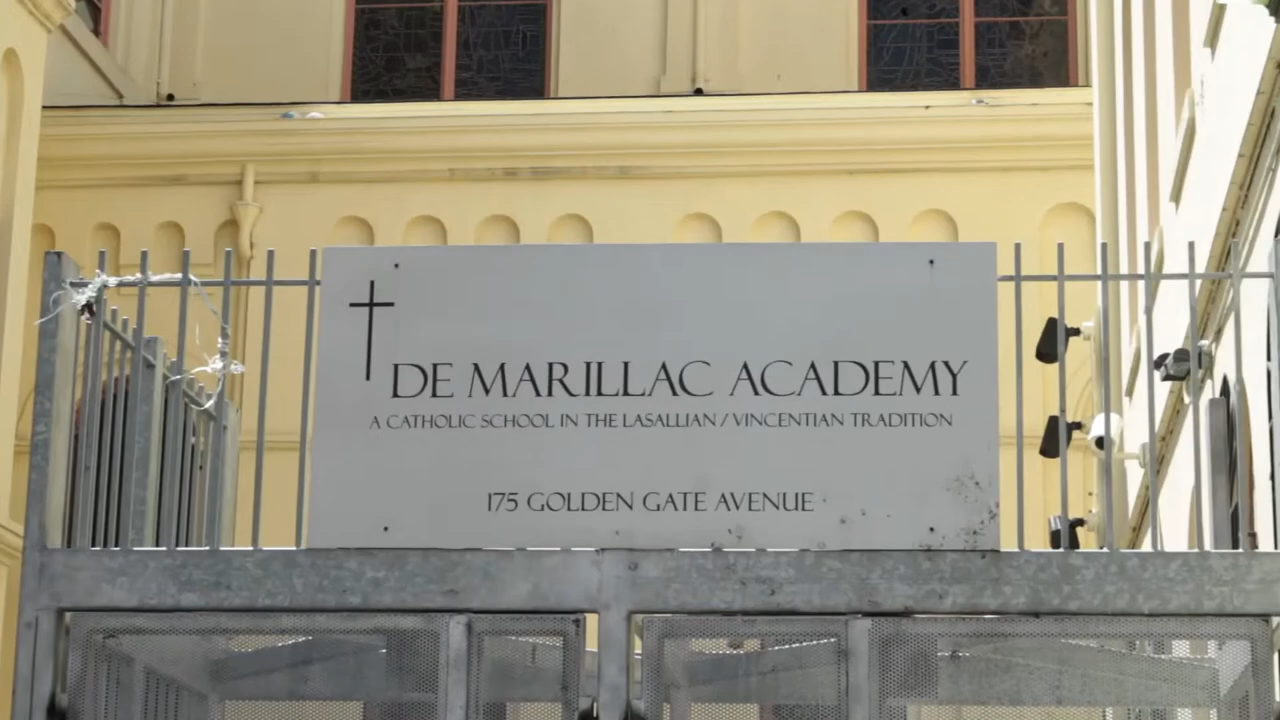 DE MARILLAC ACADEMY
A CATHOLIC SCHOOL IN THE LASALLIAN / VINCENTIAN TRADITION
175 GOLDEN GATE AVENUE